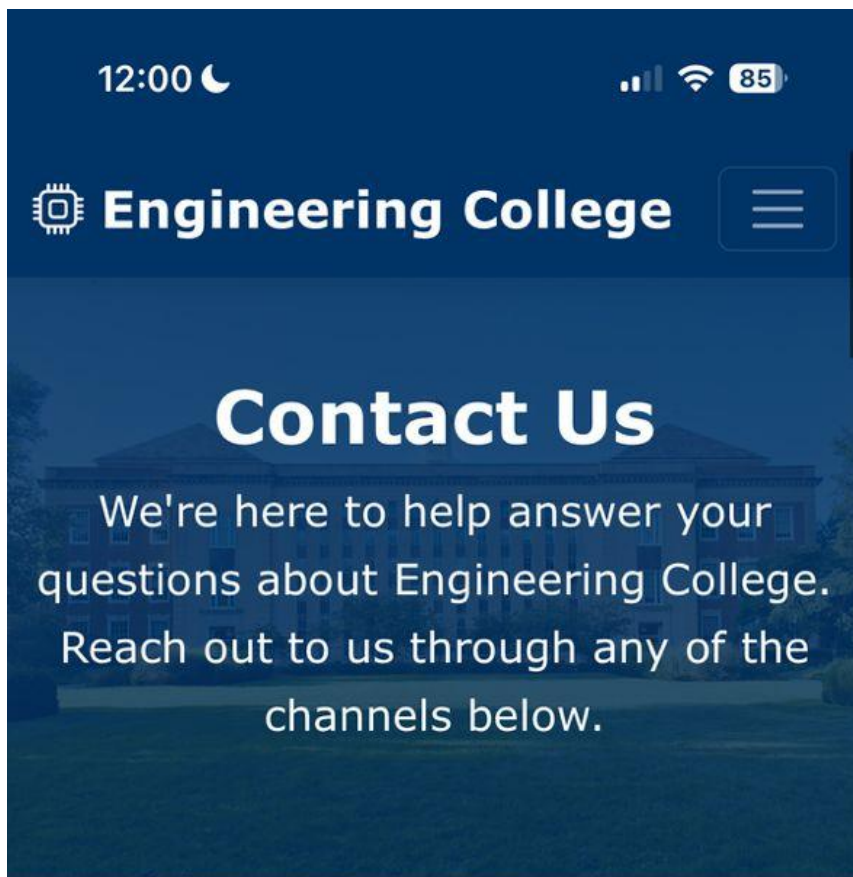 12:00
85
Engineering College
Contact Us
We're here to help answer your
questions about Engineering College.
Reach out to us through any of the
channels below.